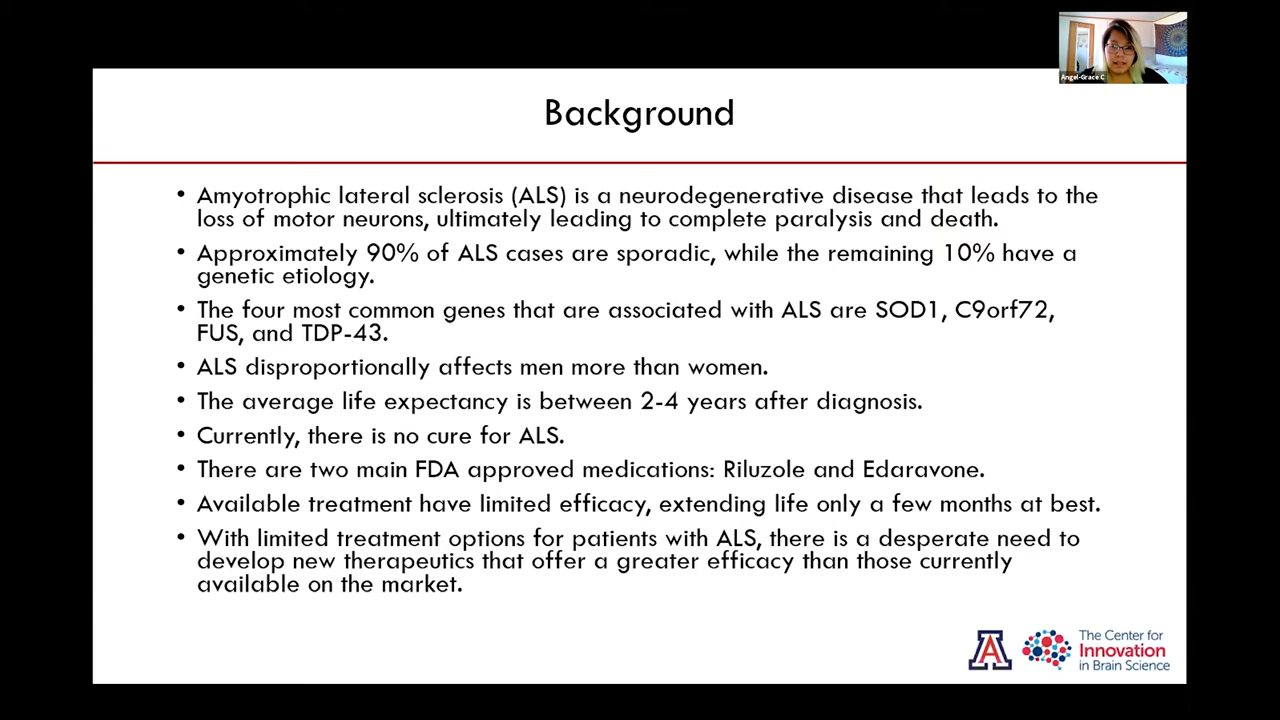 Angel-Grace C
Background
• Amyotrophic lateral sclerosis (ALS) is a neurodegenerative disease that leads to the
loss of motor neurons, ultimately leading to complete paralysis and death.
• Approximately 90% of ALS cases are sporadic, while the remaining 10% have a
genetic etiology.
• The four most common genes that are associated with ALS are SOD1, C9orf72,
FUS, and TDP-43.
• ALS disproportionally affects men more than women.
• The average life expectancy is between 2-4 years after diagnosis.
• Currently, there is no cure for ALS.
• There are two main FDA approved medications: Riluzole and Edaravone.
• Available treatment have limited efficacy, extending life only a few months at best.
• With limited treatment options for patients with ALS, there is a desperate need to
develop new therapeutics that offer a greater efficacy than those currently
available on the market.
A
The Center for
Innovation
in Brain Science